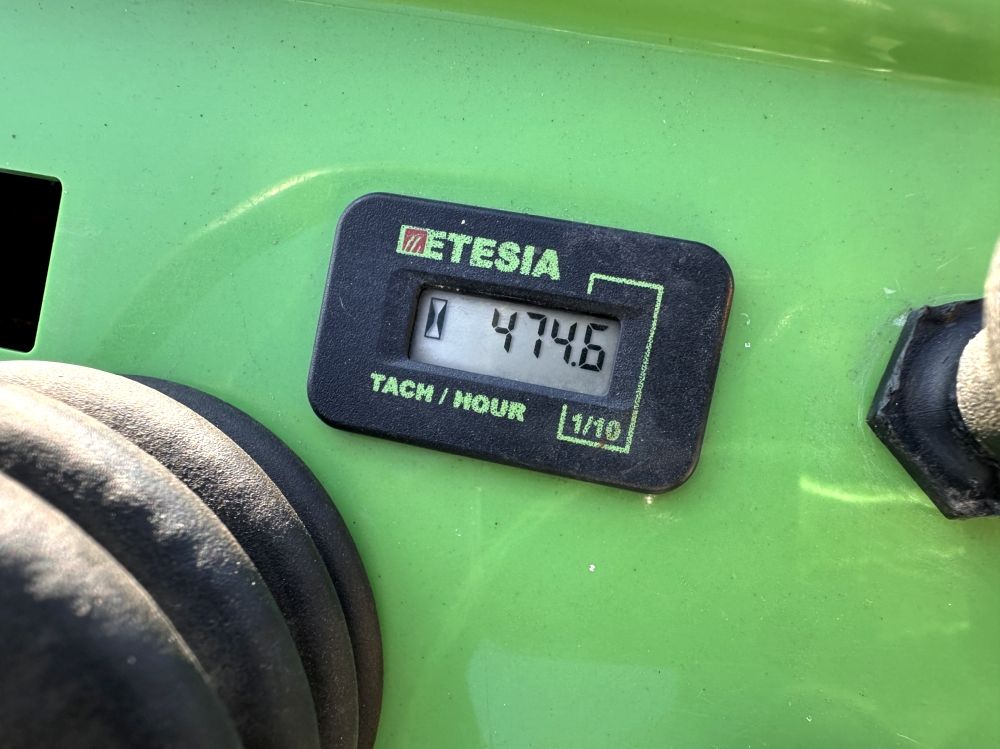 ETESIA
474.6
TACH / HOUR
1/10